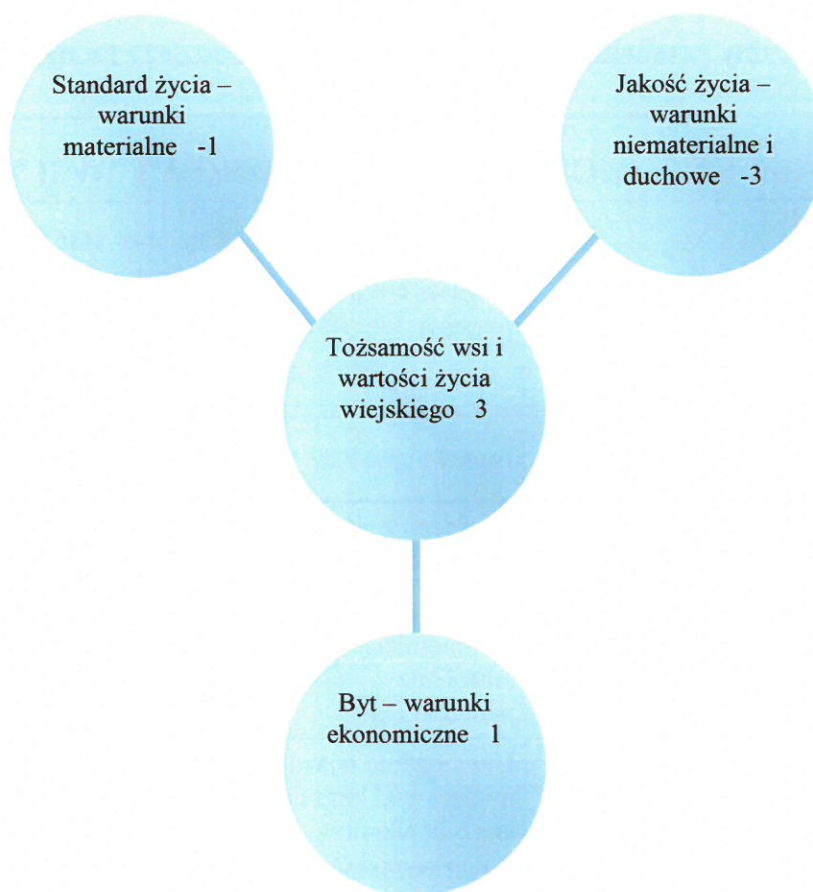 Standard życia –
warunki
materialne -1
Jakość życia –
warunki
niematerialne i
duchowe -3
Tożsamość wsi i
wartości życia
wiejskiego 3
Byt – warunki
ekonomiczne 1